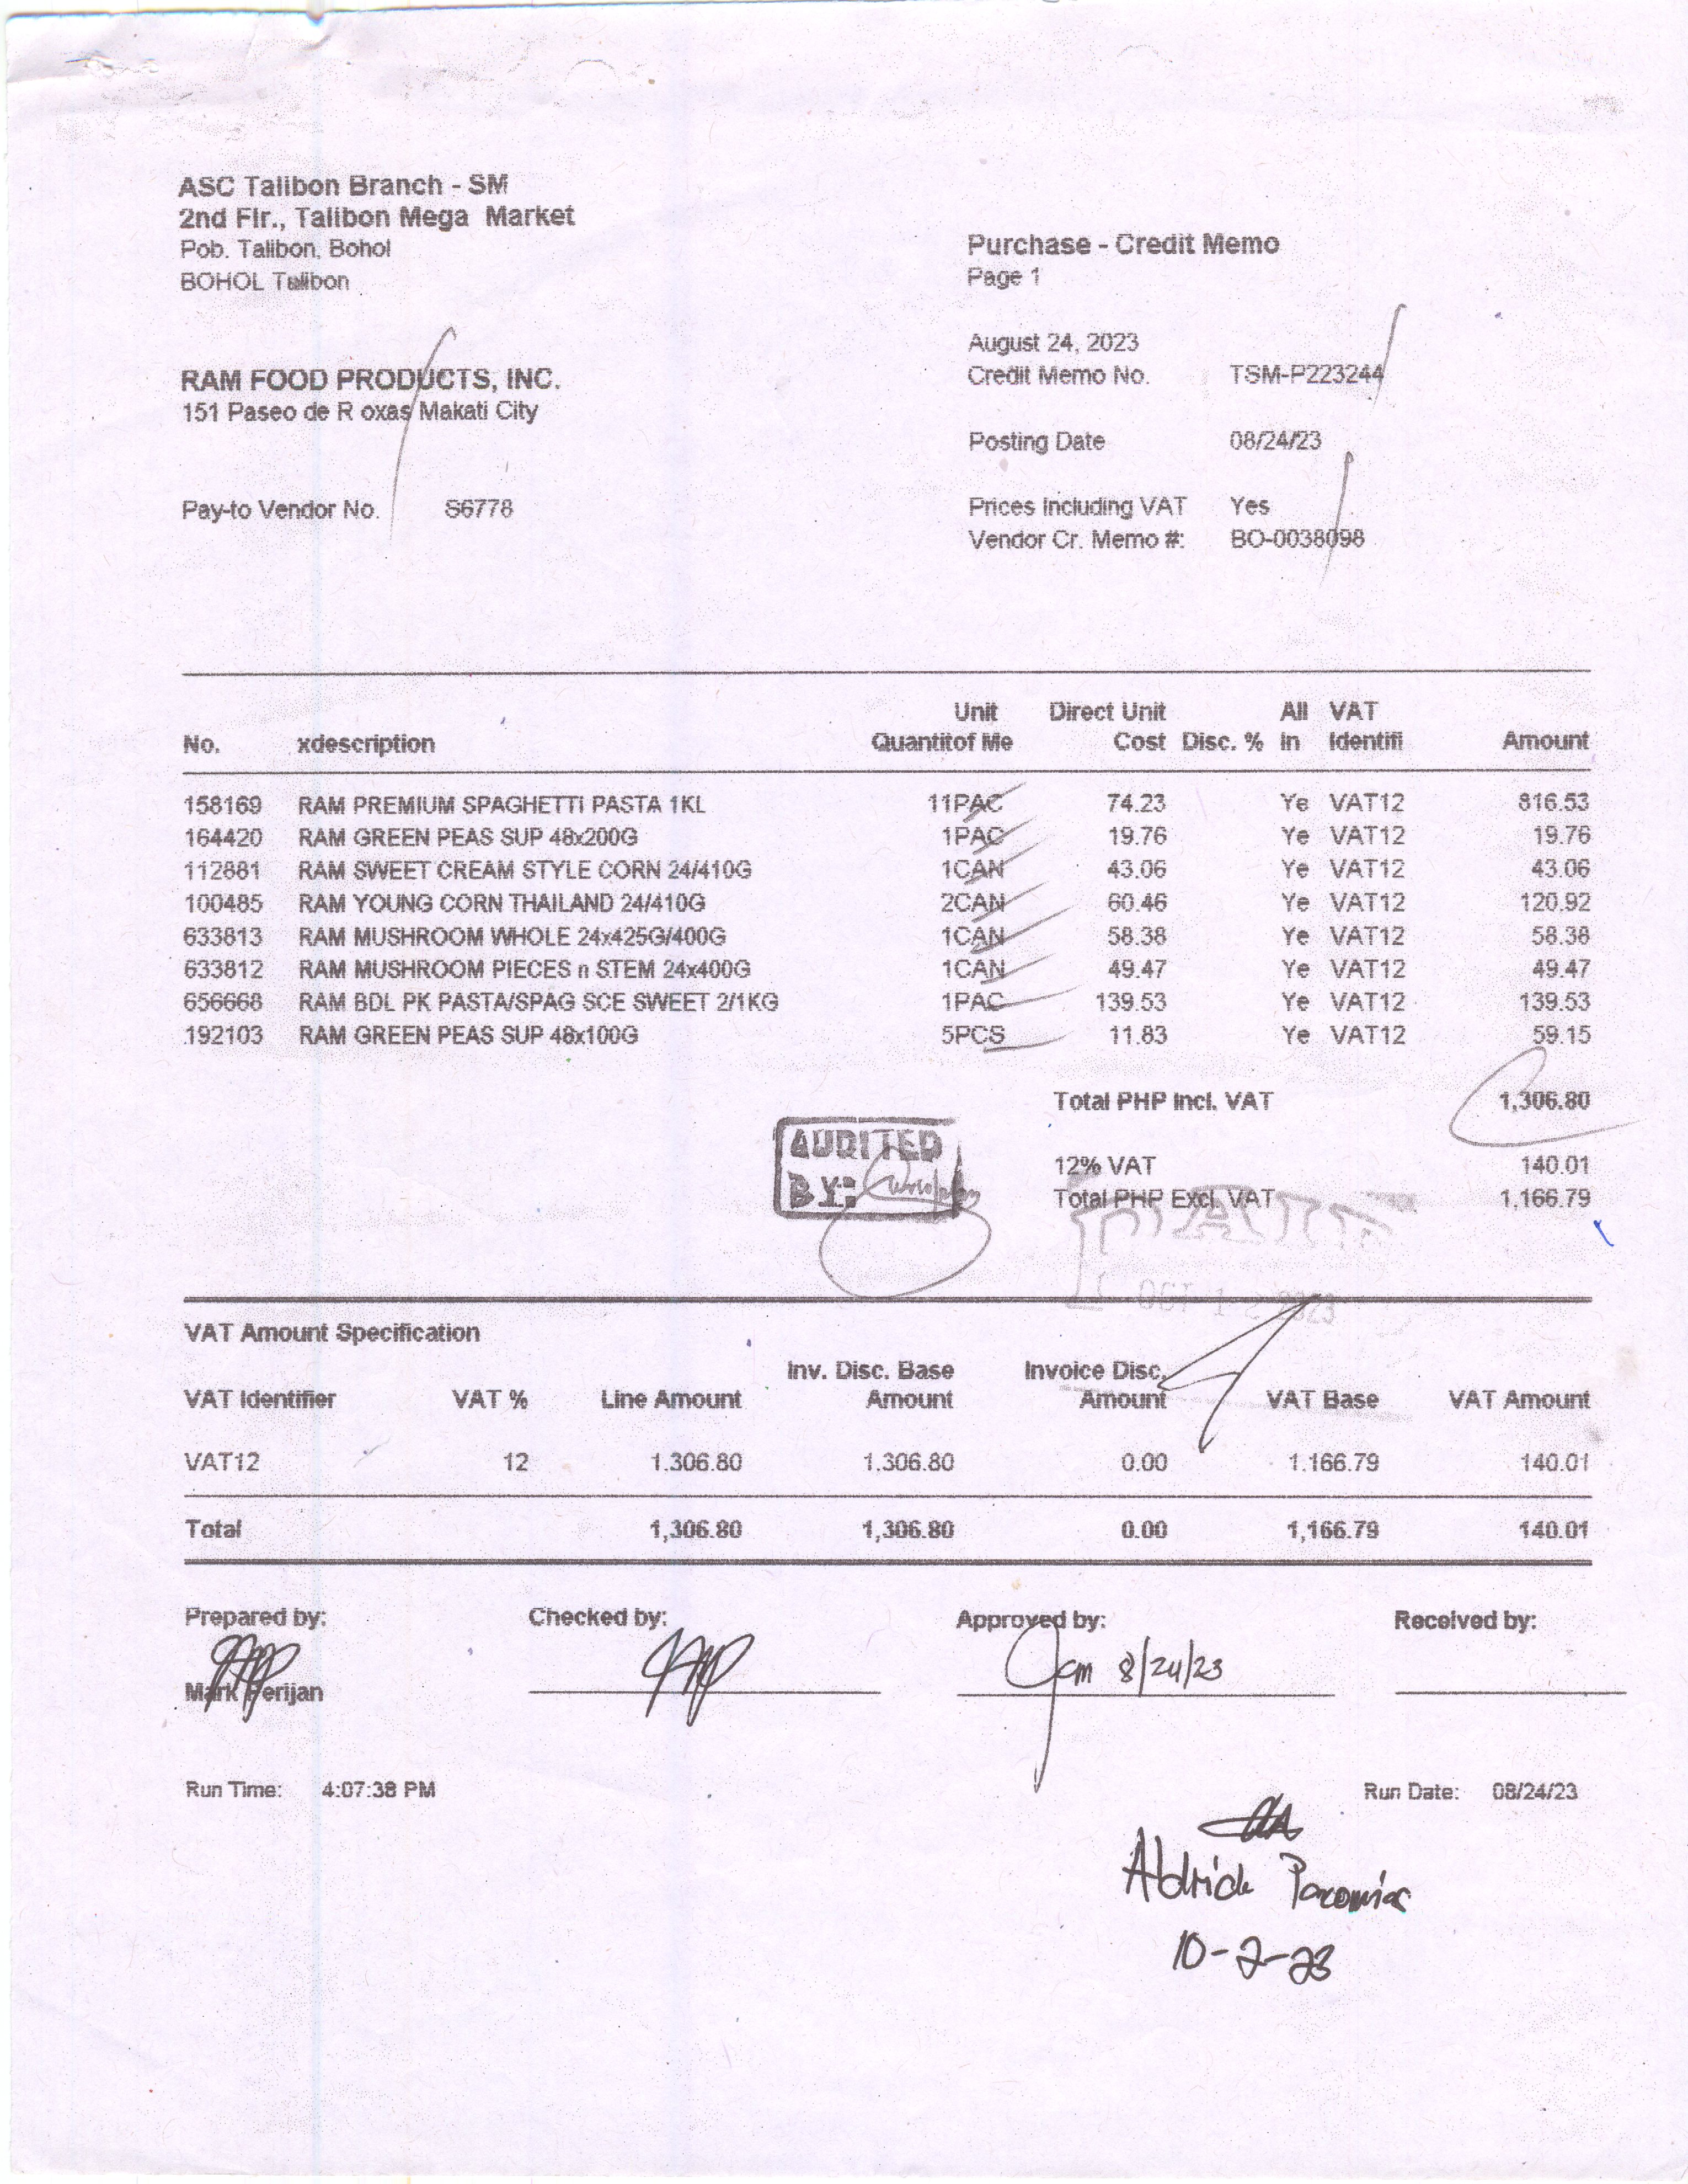 ASC Talibon Branch - SM
2nd Flr., Talibon Mega Market
Pob. Talibon, Bohol
BOHOL Talibon
Purchase - Credit Memo
Page 1
August 24, 2023
Credit Memo No. TSM-P223244
RAM FOOD PRODUCTS, INC.
151 Paseo de R oxas Makati City
Posting Date 08/24/23
Pay-to Vendor No. S6778
Prices Including VAT Yes
Vendor Cr. Memo #: BO-0038098
Unit Direct Unit All VAT
No. xdescription Quantitof Me Cost Disc. % In Identifi Amount
158169 RAM PREMIUM SPAGHETTI PASTA 1KL 11PAC 74.23 Ye VAT12 816.53
164420 RAM GREEN PEAS SUP 48x200G 1PAC 19.76 Ye VAT12 19.76
112881 RAM SWEET CREAM STYLE CORN 24/410G 1CAN 43.06 Ye VAT12 43.06
100485 RAM YOUNG CORN THAILAND 24/410G 2CAN 60.46 Ye VAT12 120.92
633813 RAM MUSHROOM WHOLE 24x425G/400G 1CAN 58.38 Ye VAT12 58.38
633812 RAM MUSHROOM PIECES n STEM 24x400G 1CAN 49.47 Ye VAT12 49.47
656668 RAM BDL PK PASTA/SPAG SCE SWEET 2/1KG 1PAC 139.53 Ye VAT12 139.53
192103 RAM GREEN PEAS SUP 48x100G 5PCS 11.83 Ye VAT12 59.15
Total PHP Incl. VAT 1,306.80
AUDITED
BY:
12% VAT 140.01
Total PHP Excl. VAT 1,166.79
VAT Amount Specification
Inv. Disc. Base Invoice Disc.
VAT Identifier VAT % Line Amount Amount Amount VAT Base VAT Amount
VAT12 12 1.306.80 1.306.80 0.00 1.166.79 140.01
Total 1,306.80 1,306.80 0.00 1,166.79 140.01
Prepared by: Checked by: Approved by: Received by:
Mark Perijan
8/24/23
Run Time: 4:07:38 PM
Run Date: 08/24/23
Aldrich
10-2-23